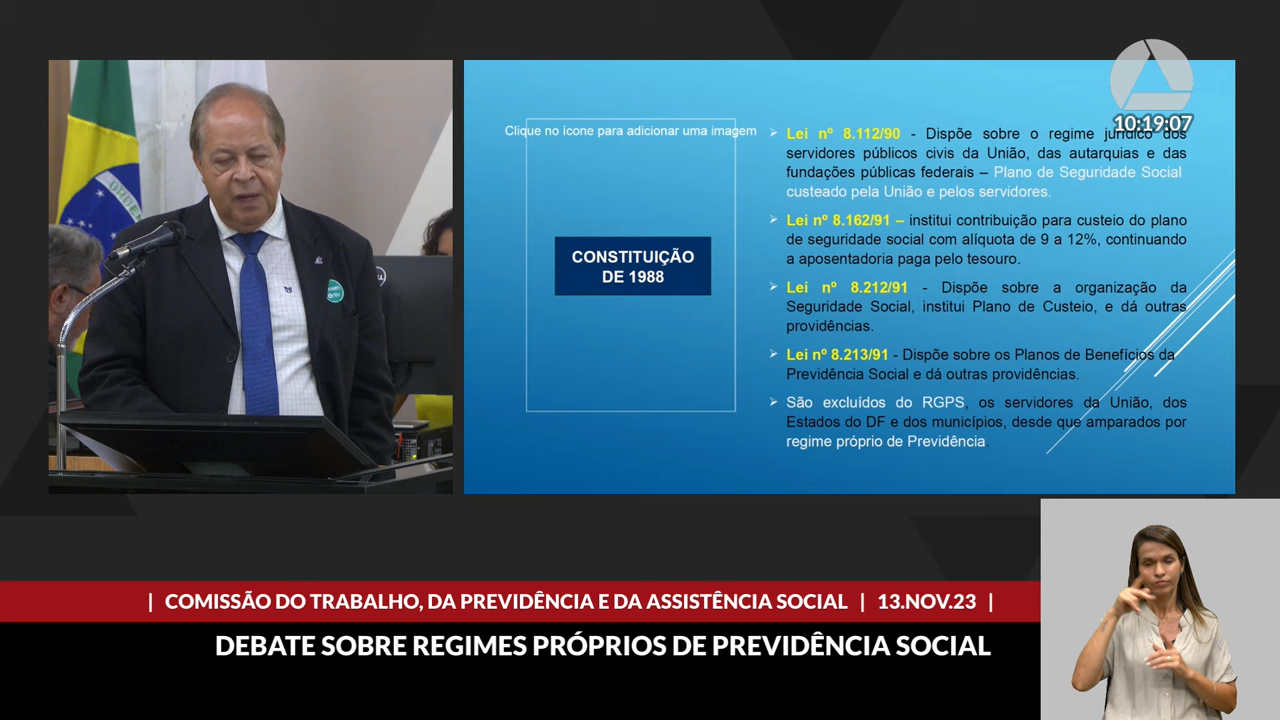 10:19:07
Clique no ícone para adicionar uma imagem
CONSTITUIÇÃO
DE 1988
Lei nº 8.112/90 - Dispõe sobre o regime jurídico dos
servidores públicos civis da União, das autarquias e das
fundações públicas federais – Plano de Seguridade Social
custeado pela União e pelos servidores.
Lei nº 8.162/91 – institui contribuição para custeio do plano
de seguridade social com alíquota de 9 a 12%, continuando
a aposentadoria paga pelo tesouro.
Lei nº 8.212/91 - Dispõe sobre a organização da
Seguridade Social, institui Plano de Custeio, e dá outras
providências.
Lei nº 8.213/91 - Dispõe sobre os Planos de Benefícios da
Previdência Social e dá outras providências.
São excluídos do RGPS, os servidores da União, dos
Estados do DF e dos municípios, desde que amparados por
regime próprio de Previdência
| COMISSÃO DO TRABALHO, DA PREVIDÊNCIA E DA ASSISTÊNCIA SOCIAL | 13.NOV.23 |
DEBATE SOBRE REGIMES PRÓPRIOS DE PREVIDÊNCIA SOCIAL